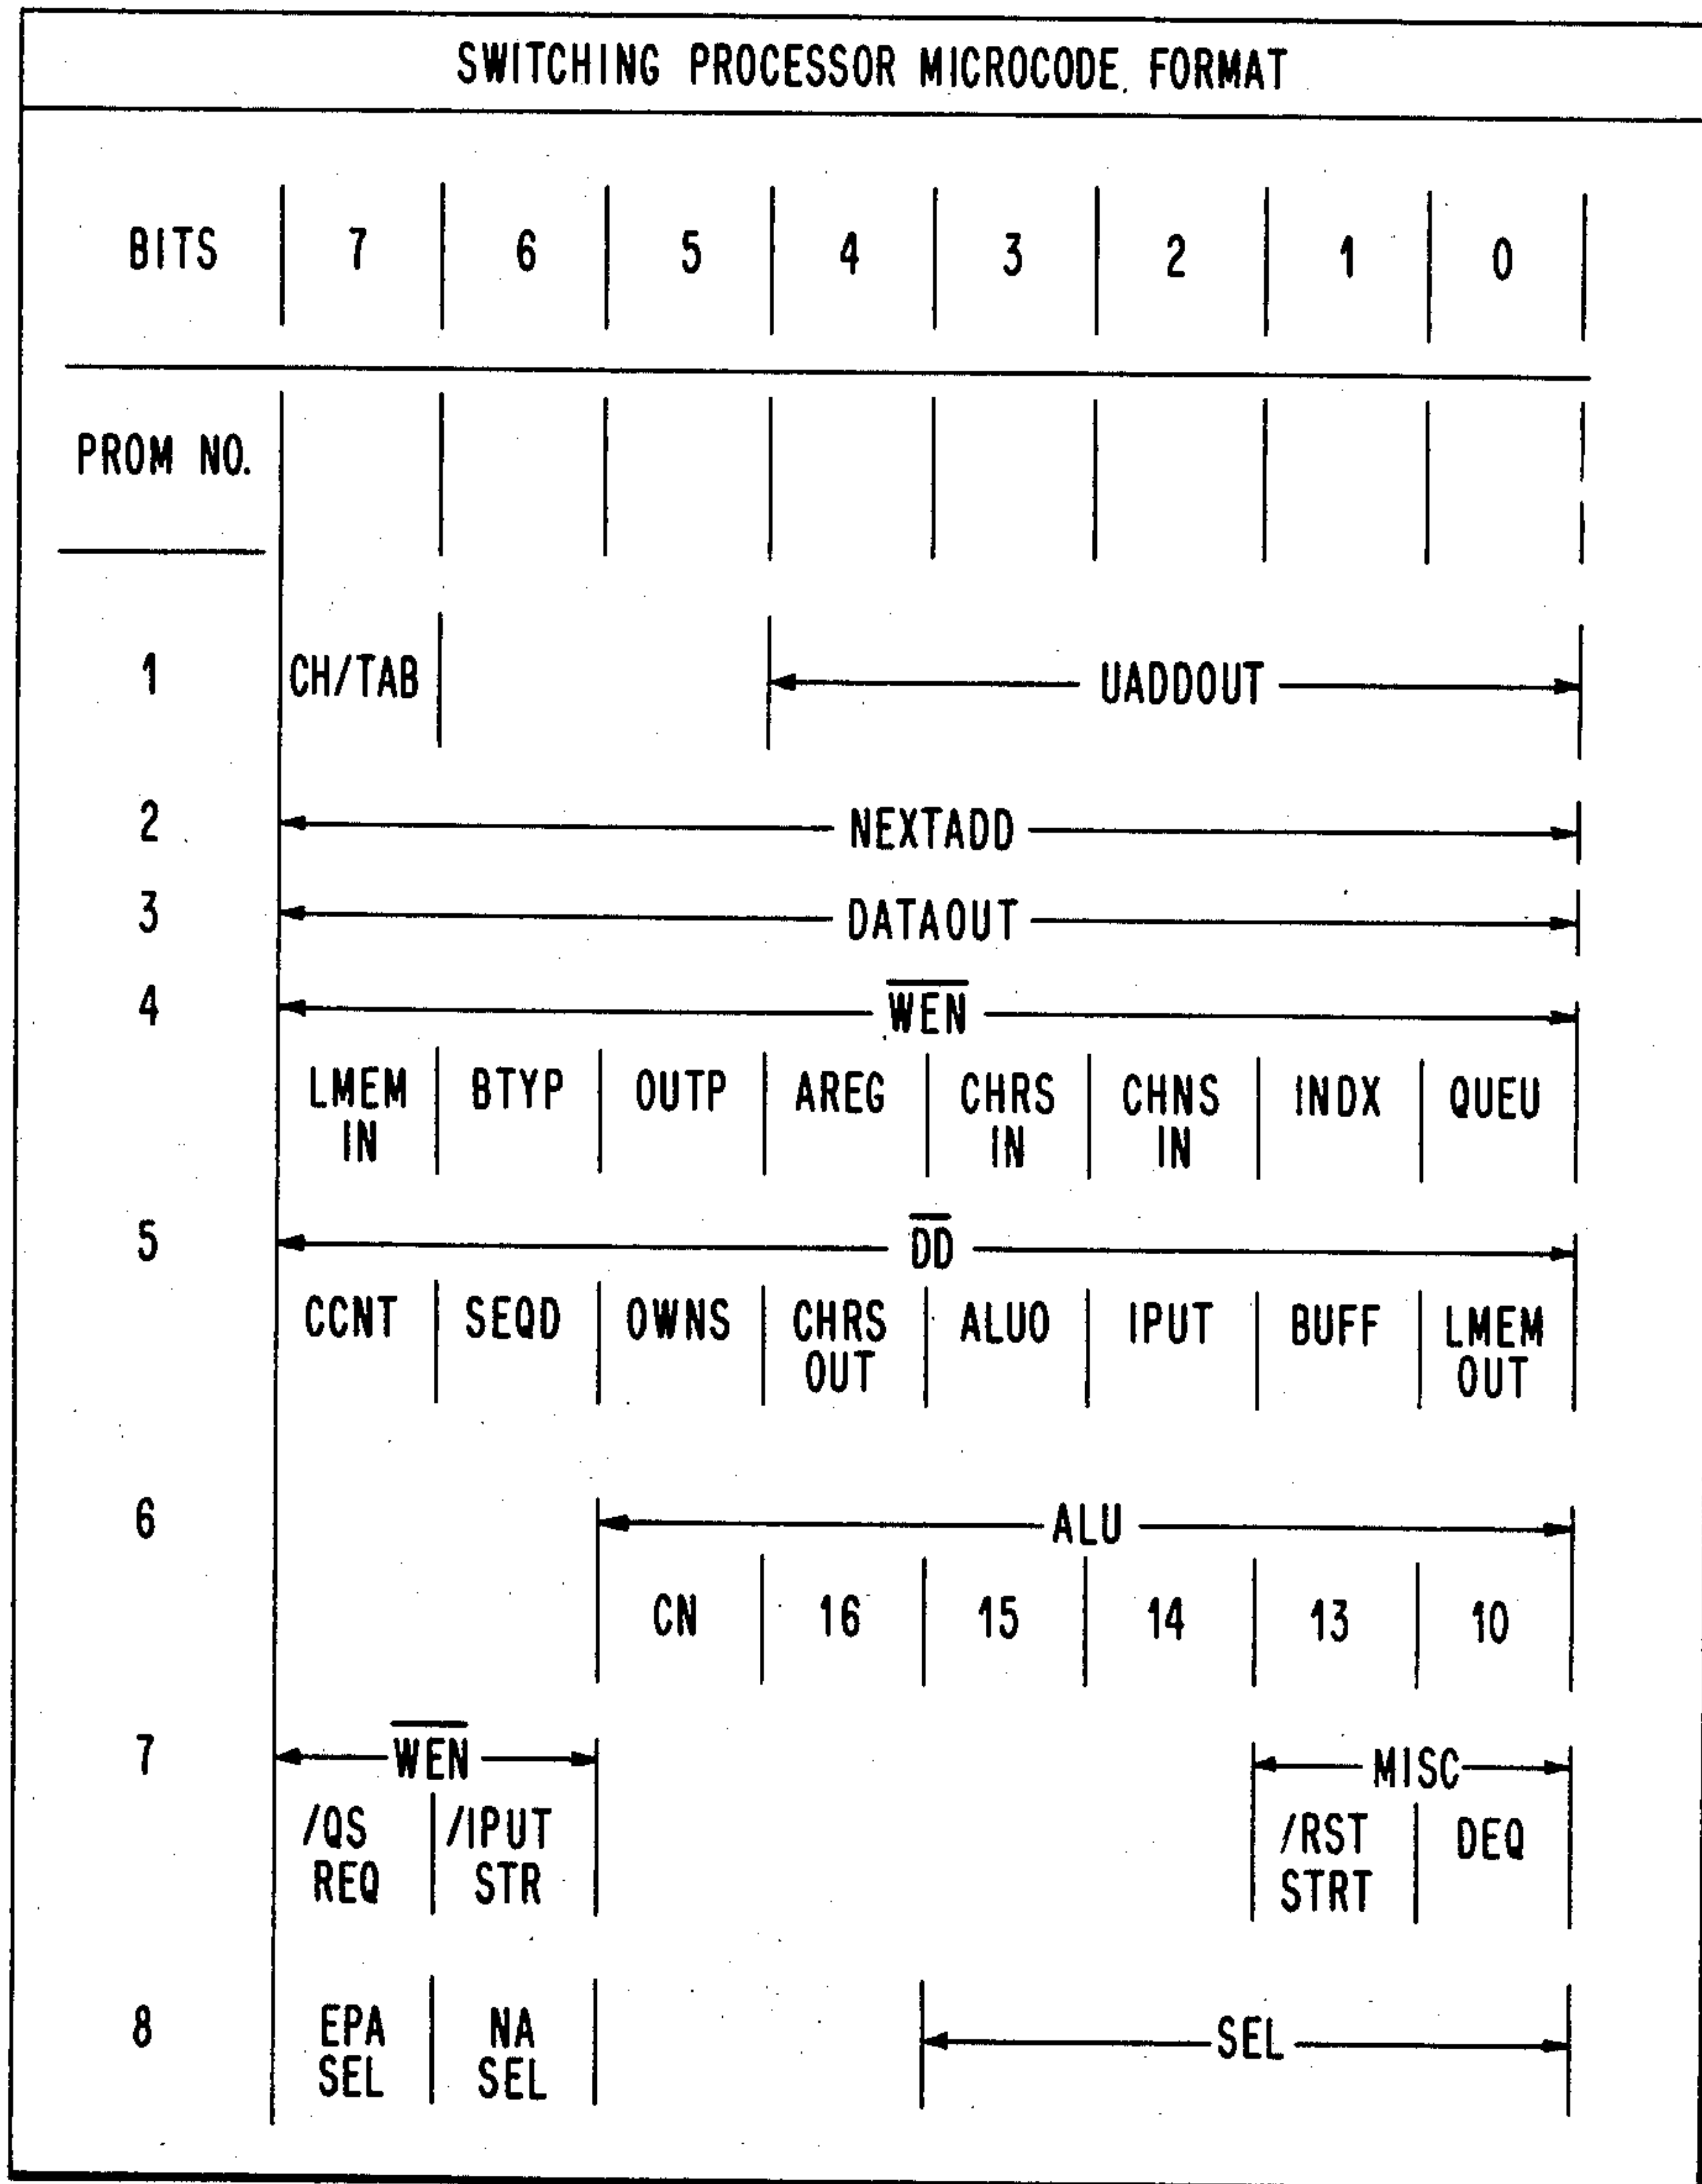 SWITCHING PROCESSOR MICROCODE FORMAT
BITS 7 6 5 4 3 2 1 0
PROM NO.
1 CH/TAB UADDOUT
2 NEXTADD
3 DATAOUT
4 WEN
LMEM BTYP OUTP AREG CHRS CHNS INDX QUEU
IN IN IN
5 DD
CCNT SEQD OWNS CHRS ALUO IPUT BUFF LMEM
OUT OUT
6 ALU
CN 16 15 14 13 10
7 WEN MISC
/QS /IPUT /RST DEQ
REQ STR STRT
8 EPA NA SEL
SEL SEL